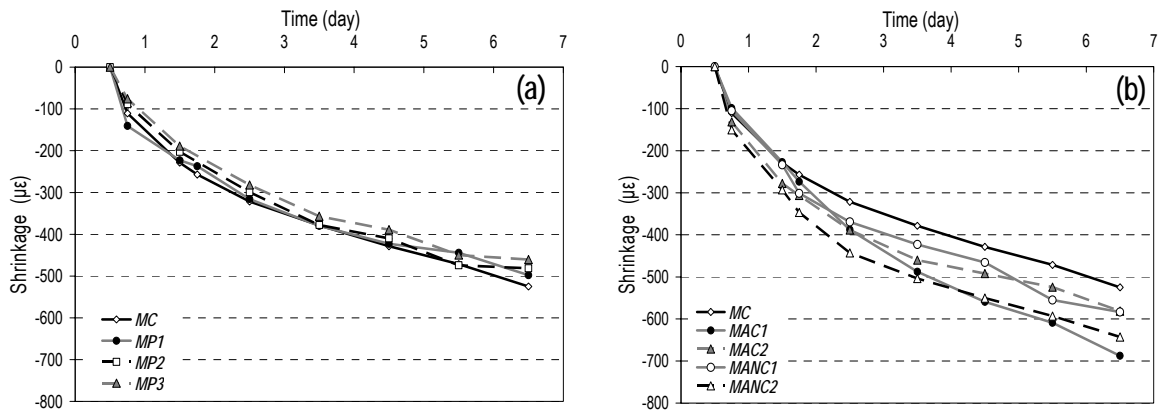 Time (day)
0 1 2 3 4 5 6 7
0
-100
-200
-300
-400
-500
-600
-700
-800
Shrinkage (με)
(a)
MC
MP1
MP2
MP3
Time (day)
0 1 2 3 4 5 6 7
0
-100
-200
-300
-400
-500
-600
-700
-800
Shrinkage (με)
(b)
MC
MAC1
MAC2
MANC1
MANC2